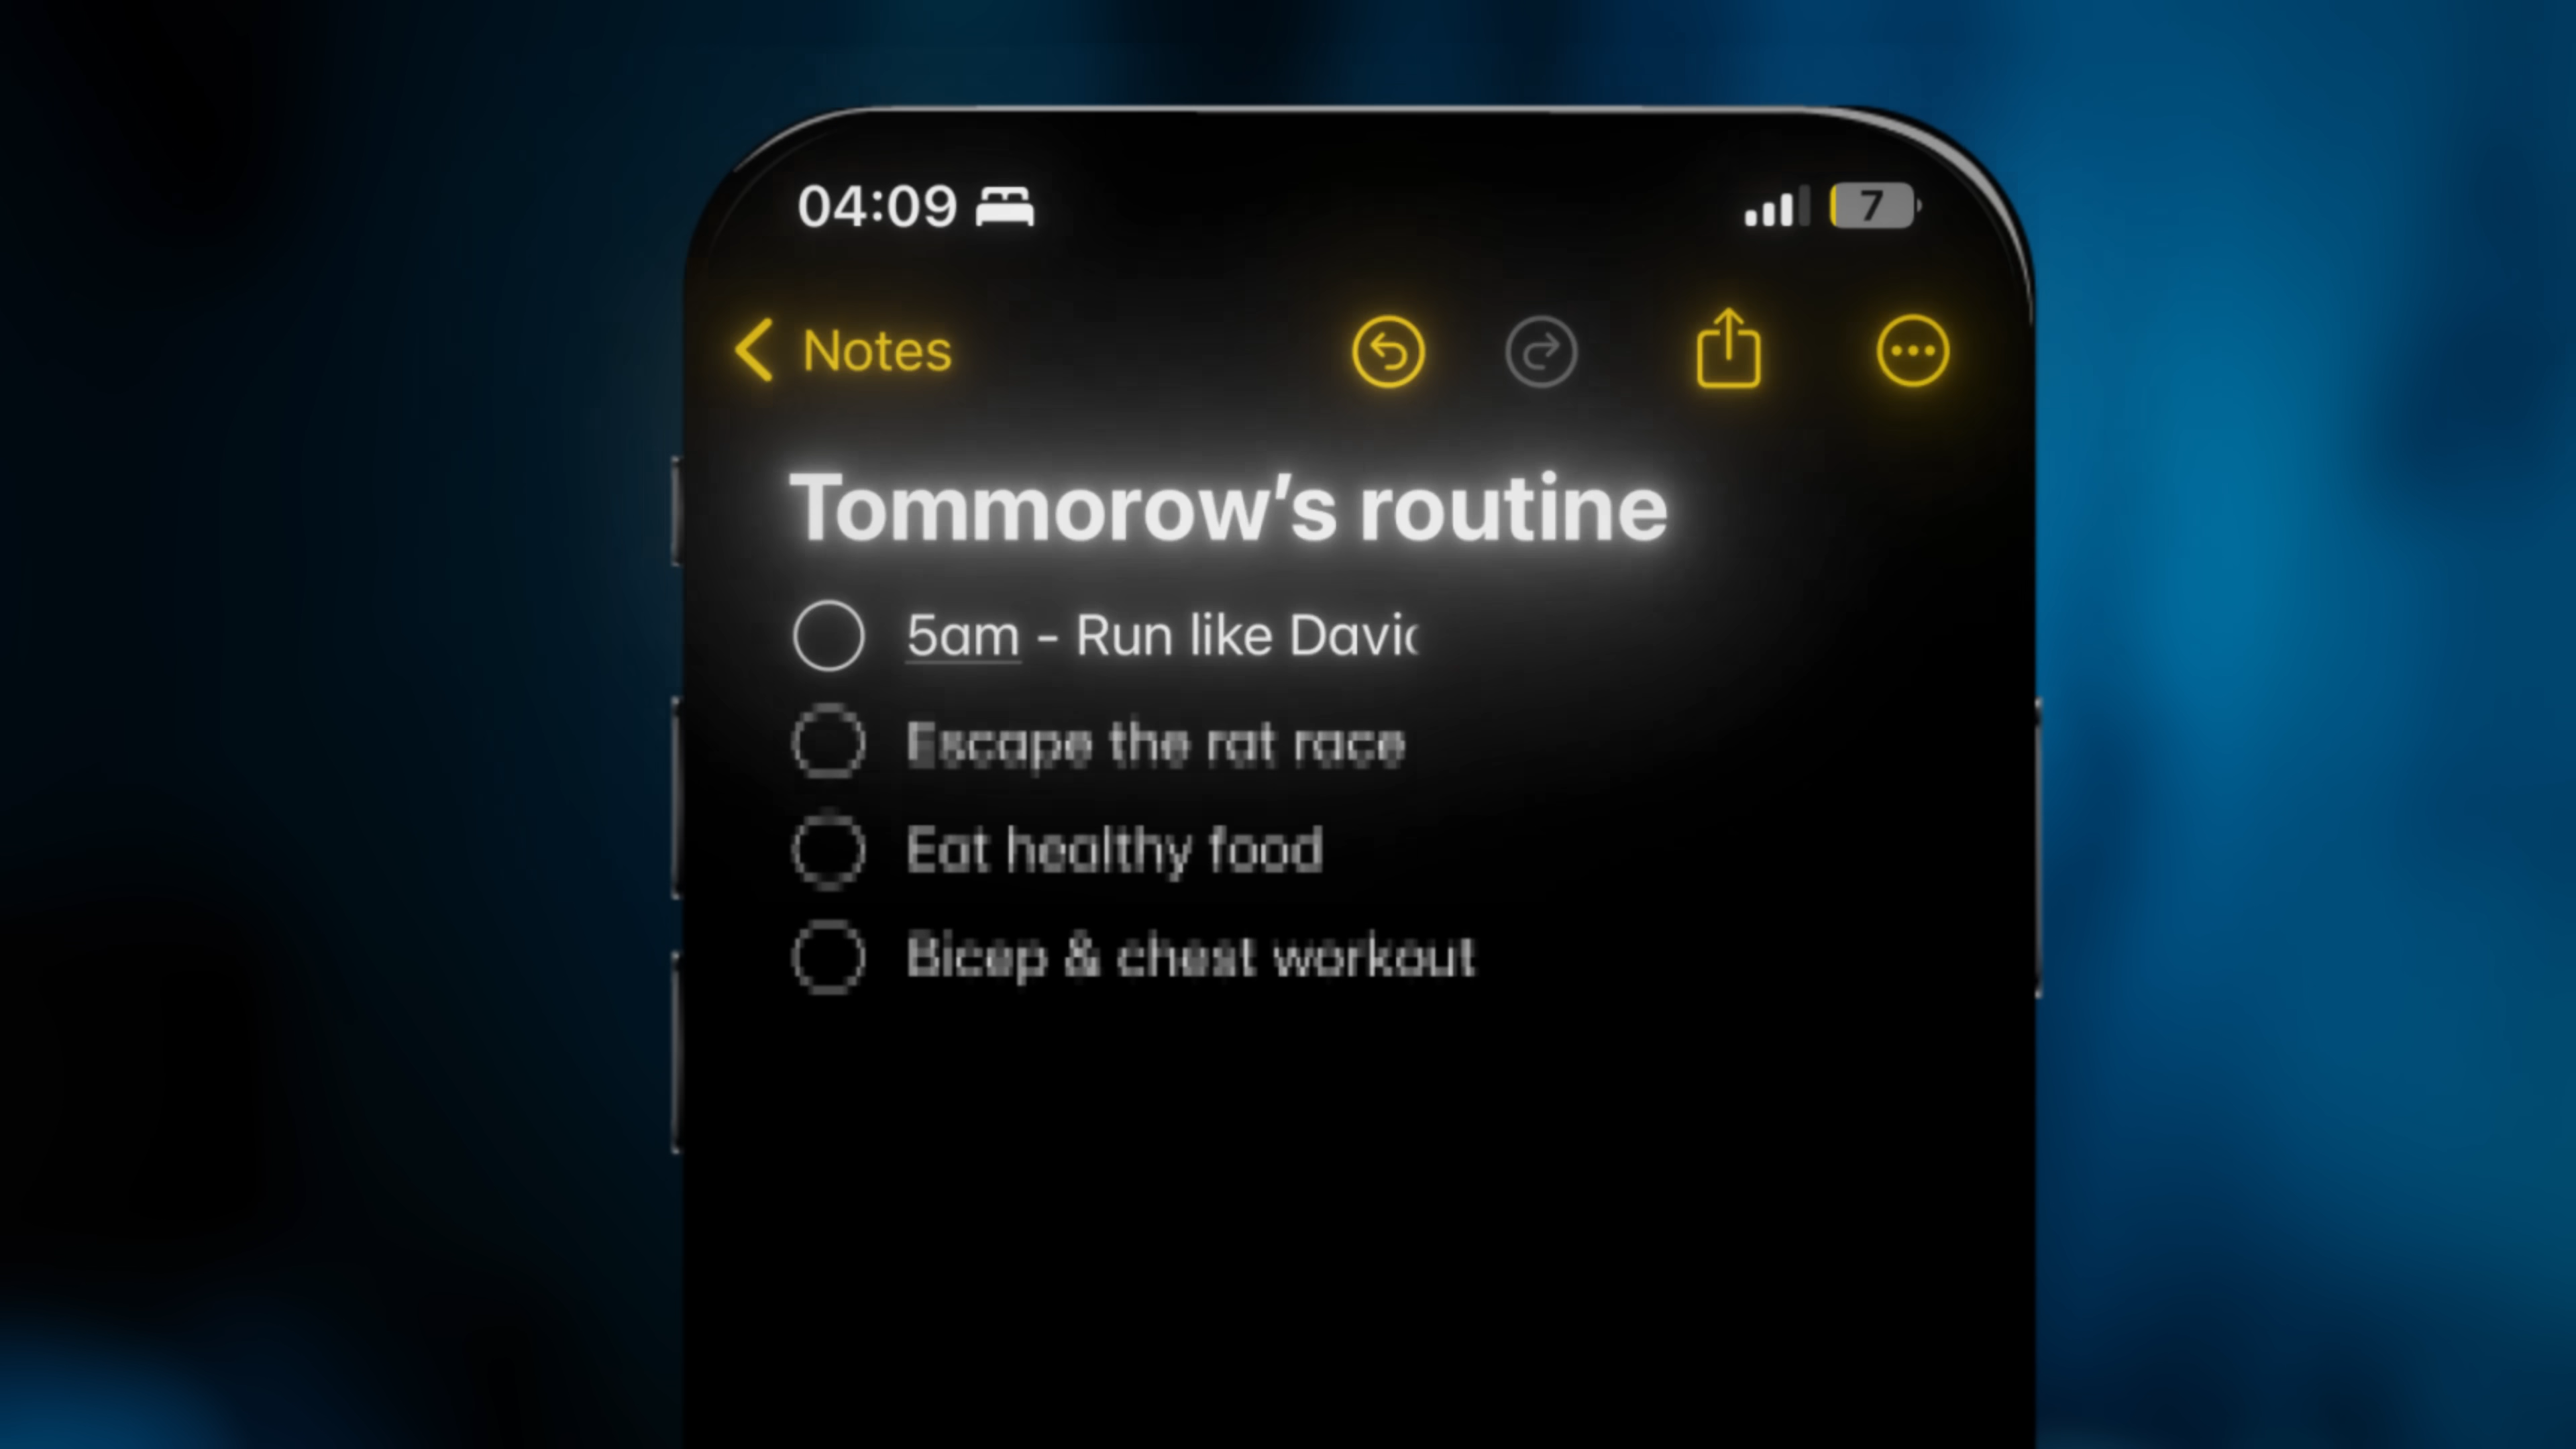 04:09
7
Notes
Tommorow’s routine
5am - Run like
Escape the rat race
Eat healthy food
Bicep & chest workout